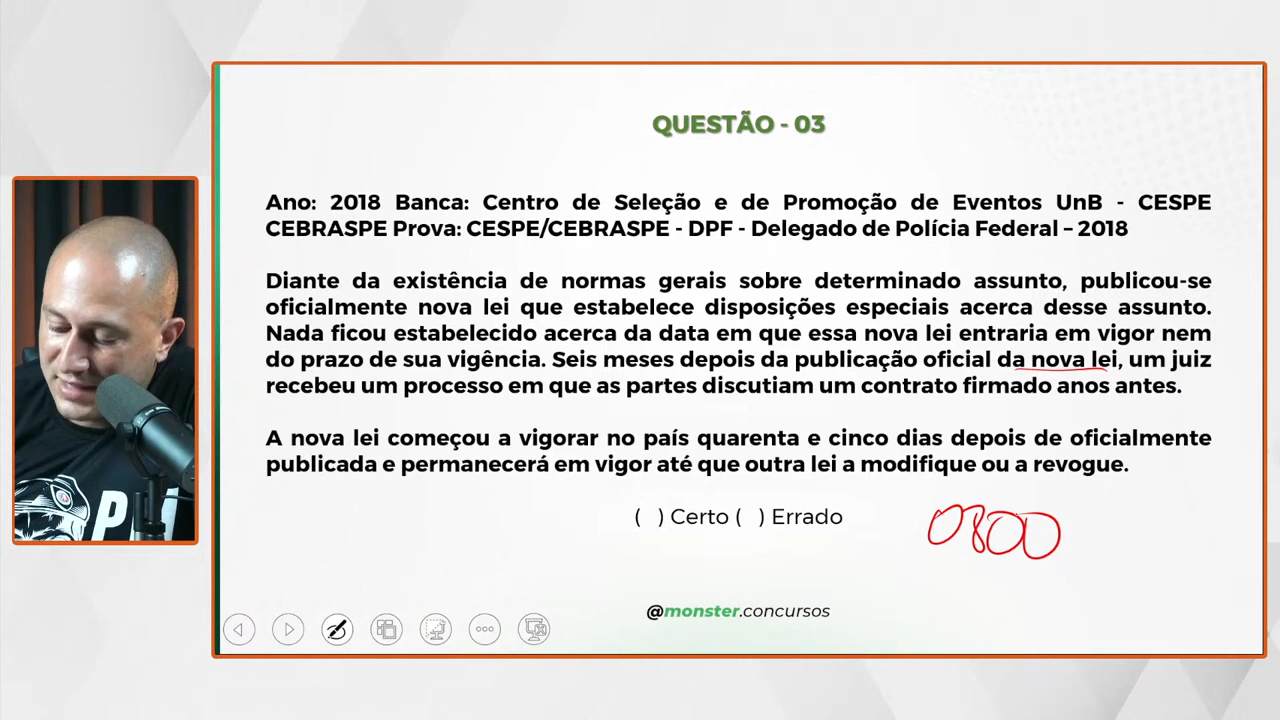 QUESTÃO - 03
Ano: 2018 Banca: Centro de Seleção e de Promoção de Eventos UnB - CESPE
CEBRASPE Prova: CESPE/CEBRASPE - DPF - Delegado de Polícia Federal – 2018
Diante da existência de normas gerais sobre determinado assunto, publicou-se
oficialmente nova lei que estabelece disposições especiais acerca desse assunto.
Nada ficou estabelecido acerca da data em que essa nova lei entraria em vigor nem
do prazo de sua vigência. Seis meses depois da publicação oficial da nova lei, um juiz
recebeu um processo em que as partes discutiam um contrato firmado anos antes.
A nova lei começou a vigorar no país quarenta e cinco dias depois de oficialmente
publicada e permanecerá em vigor até que outra lei a modifique ou a revogue.
( ) Certo ( ) Errado
0800
@monster.concursos